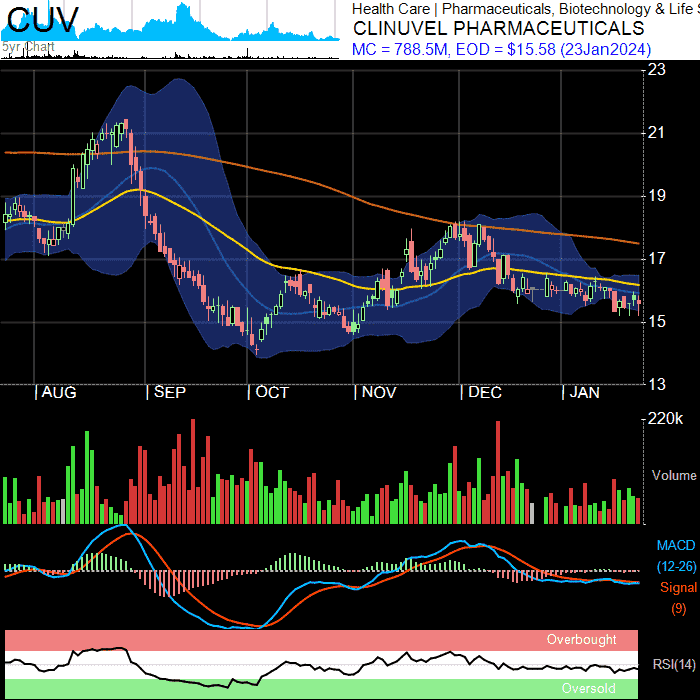 CUV
5yr Chart
Health Care | Pharmaceuticals, Biotechnology & Life S
CLINUVEL PHARMACEUTICALS
MC = 788.5M, EOD = $15.58 (23Jan2024)
23
21
19
17
15
13
| AUG | SEP | OCT | NOV | DEC | JAN
220k
Volume
MACD
(12-26)
Signal
(9)
Overbought
RSI(14)
Oversold